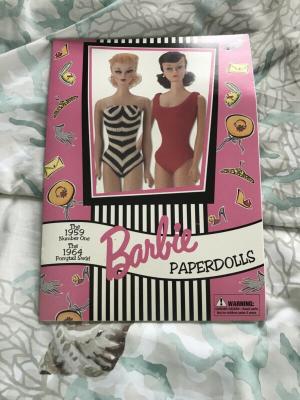 The
1959
Number One
The
1964
Ponytail Swirl
Barbie
PAPERDOLLS
WARNING: